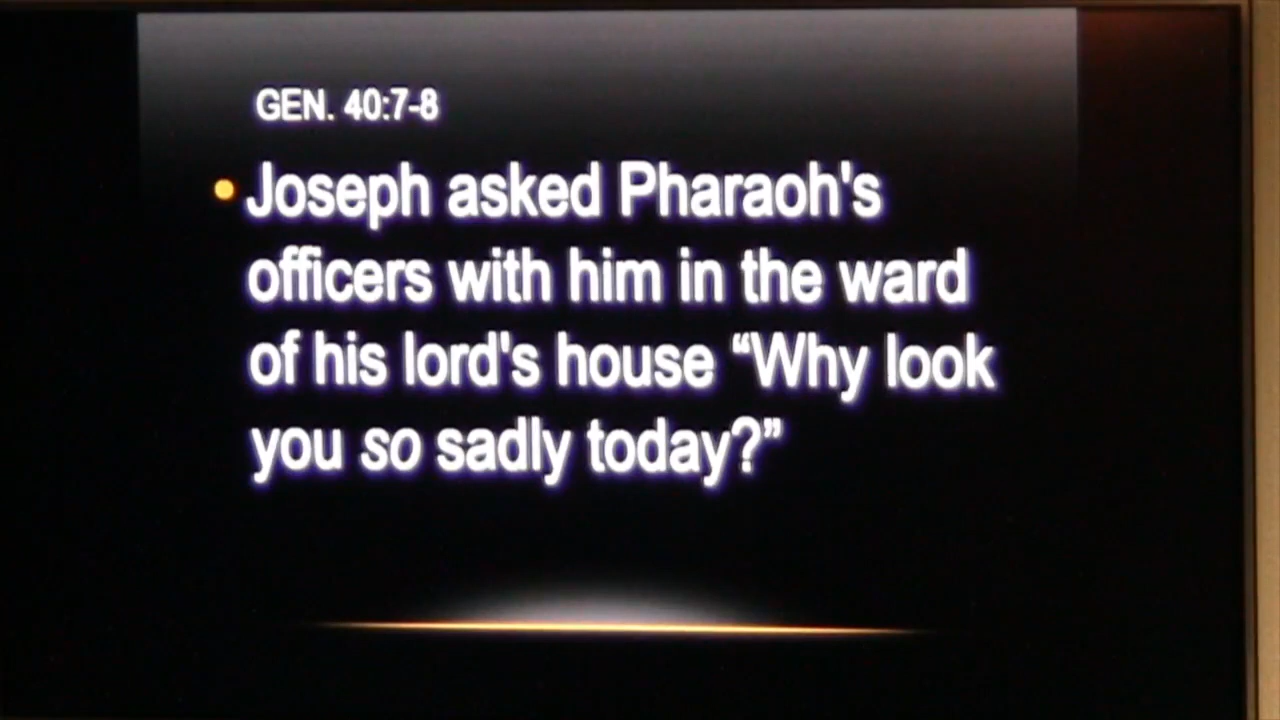 GEN. 40:7-8
• Joseph asked Pharaoh's
officers with him in the ward
of his lord's house “Why look
you so sadly today?”